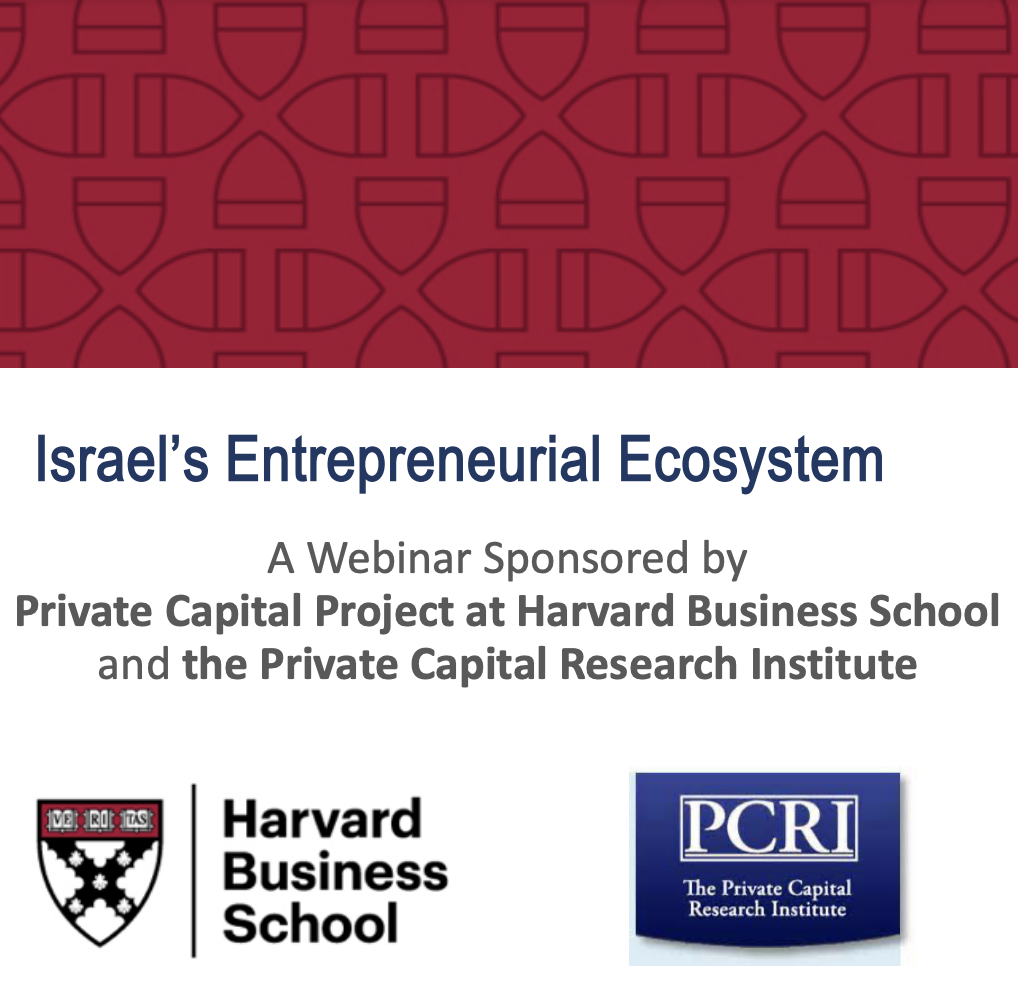 Israel’s Entrepreneurial Ecosystem
A Webinar Sponsored by
Private Capital Project at Harvard Business School
and the Private Capital Research Institute
VE RI TAS
Harvard
Business
School
PCRI
The Private Capital
Research Institute